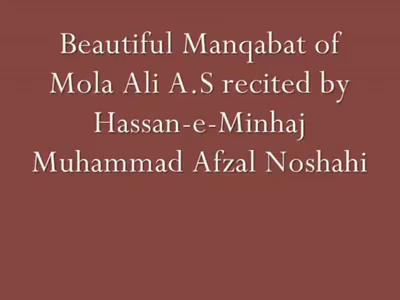 Beautiful Manqabat of
Mola Ali A.S recited by
Hassan-e-Minhaj
Muhammad Afzal Noshahi